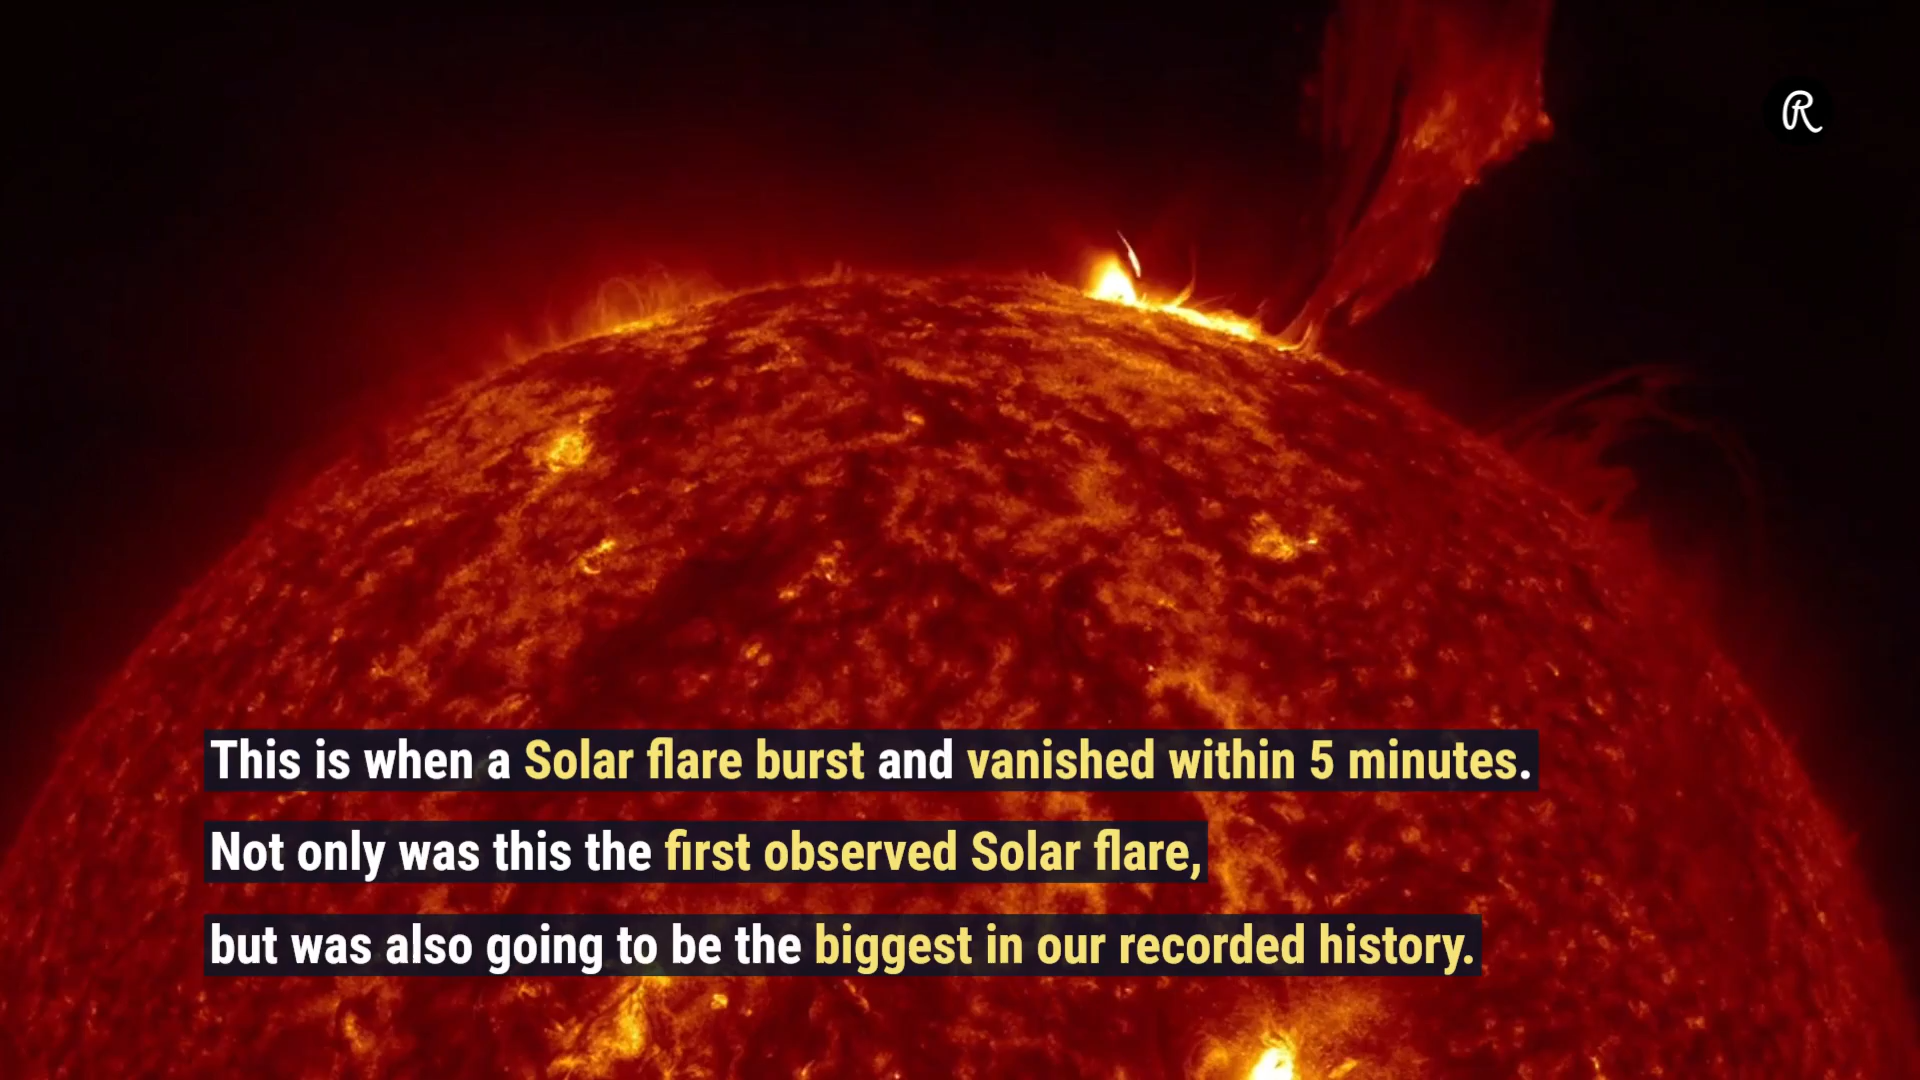 R
This is when a Solar flare burst and vanished within 5 minutes.
Not only was this the first observed Solar flare,
but was also going to be the biggest in our recorded history.